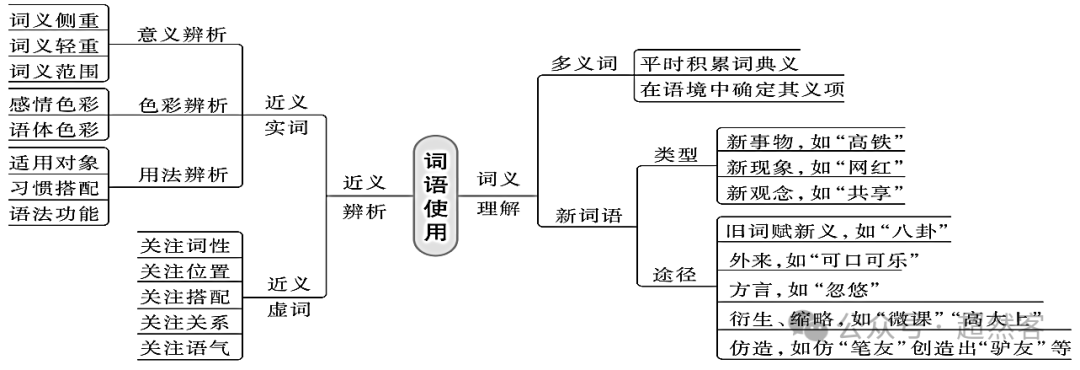 词语使用
近义
辨析
近义
实词
意义辨析
词义侧重
词义轻重
词义范围
色彩辨析
感情色彩
语体色彩
用法辨析
适用对象
习惯搭配
语法功能
近义
虚词
关注词性
关注位置
关注搭配
关注关系
关注语气
词义
理解
多义词
平时积累词典义
在语境中确定其义项
新词语
类型
新事物，如“高铁”
新现象，如“网红”
新观念，如“共享”
途径
旧词赋新义，如“八卦”
外来，如“可口可乐”
方言，如“忽悠”
衍生、缩略，如“微课”“高大上”
仿造，如仿“笔友”创造出“驴友”等
公众号·超然客